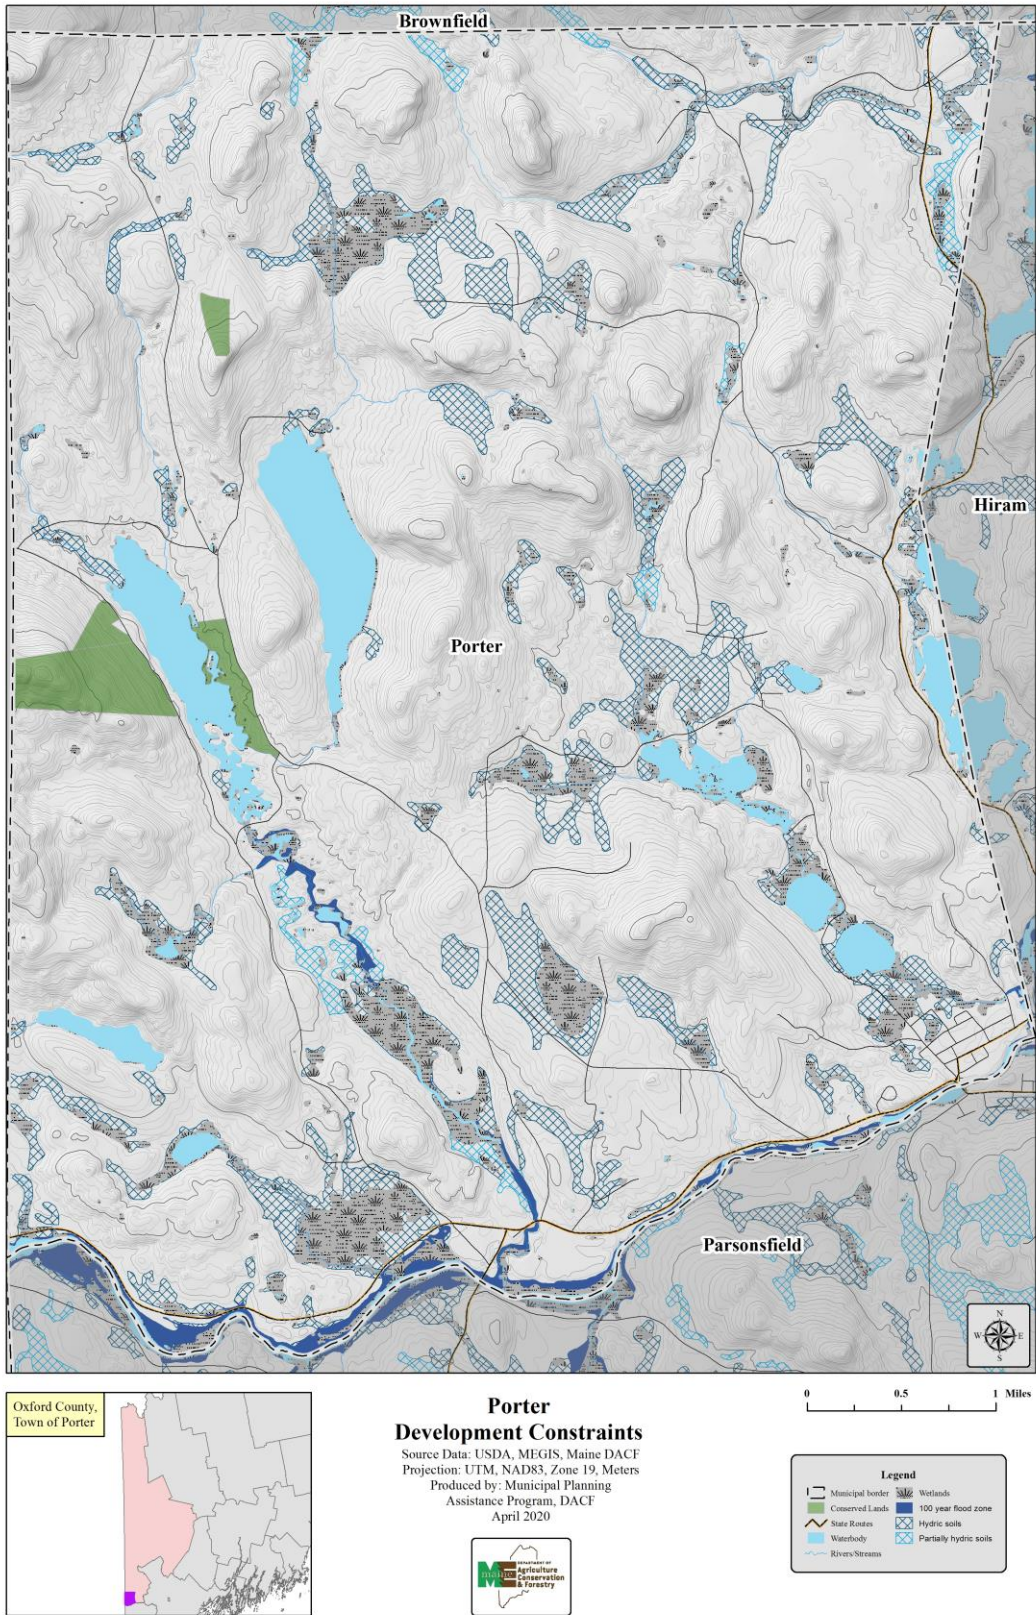 Brownfield
Hiram
Porter
Parsonsfield
N
W E
S
Oxford County,
Town of Porter
Porter
Development Constraints
Source Data: USDA, MEGIS, Maine DACF
Projection: UTM, NAD83, Zone 19, Meters
Produced by: Municipal Planning
Assistance Program, DACF
April 2020
maine
DEPARTMENT OF
Agriculture
Conservation
& Forestry
0 0.5 1 Miles
Legend
Municipal border
Conserved Lands
State Routes
Waterbody
Rivers/Streams
Wetlands
100 year flood zone
Hydric soils
Partially hydric soils